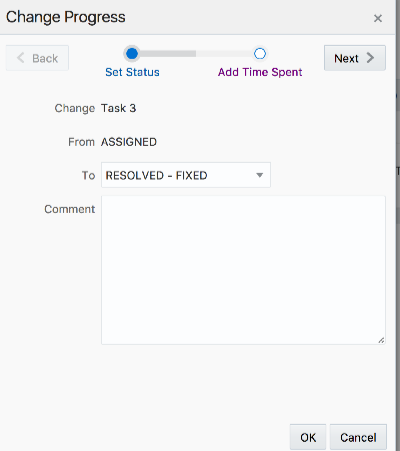 Change Progress
Back
Next
Set Status
Add Time Spent
Change Task 3
From ASSIGNED
To RESOLVED - FIXED
Comment
OK
Cancel